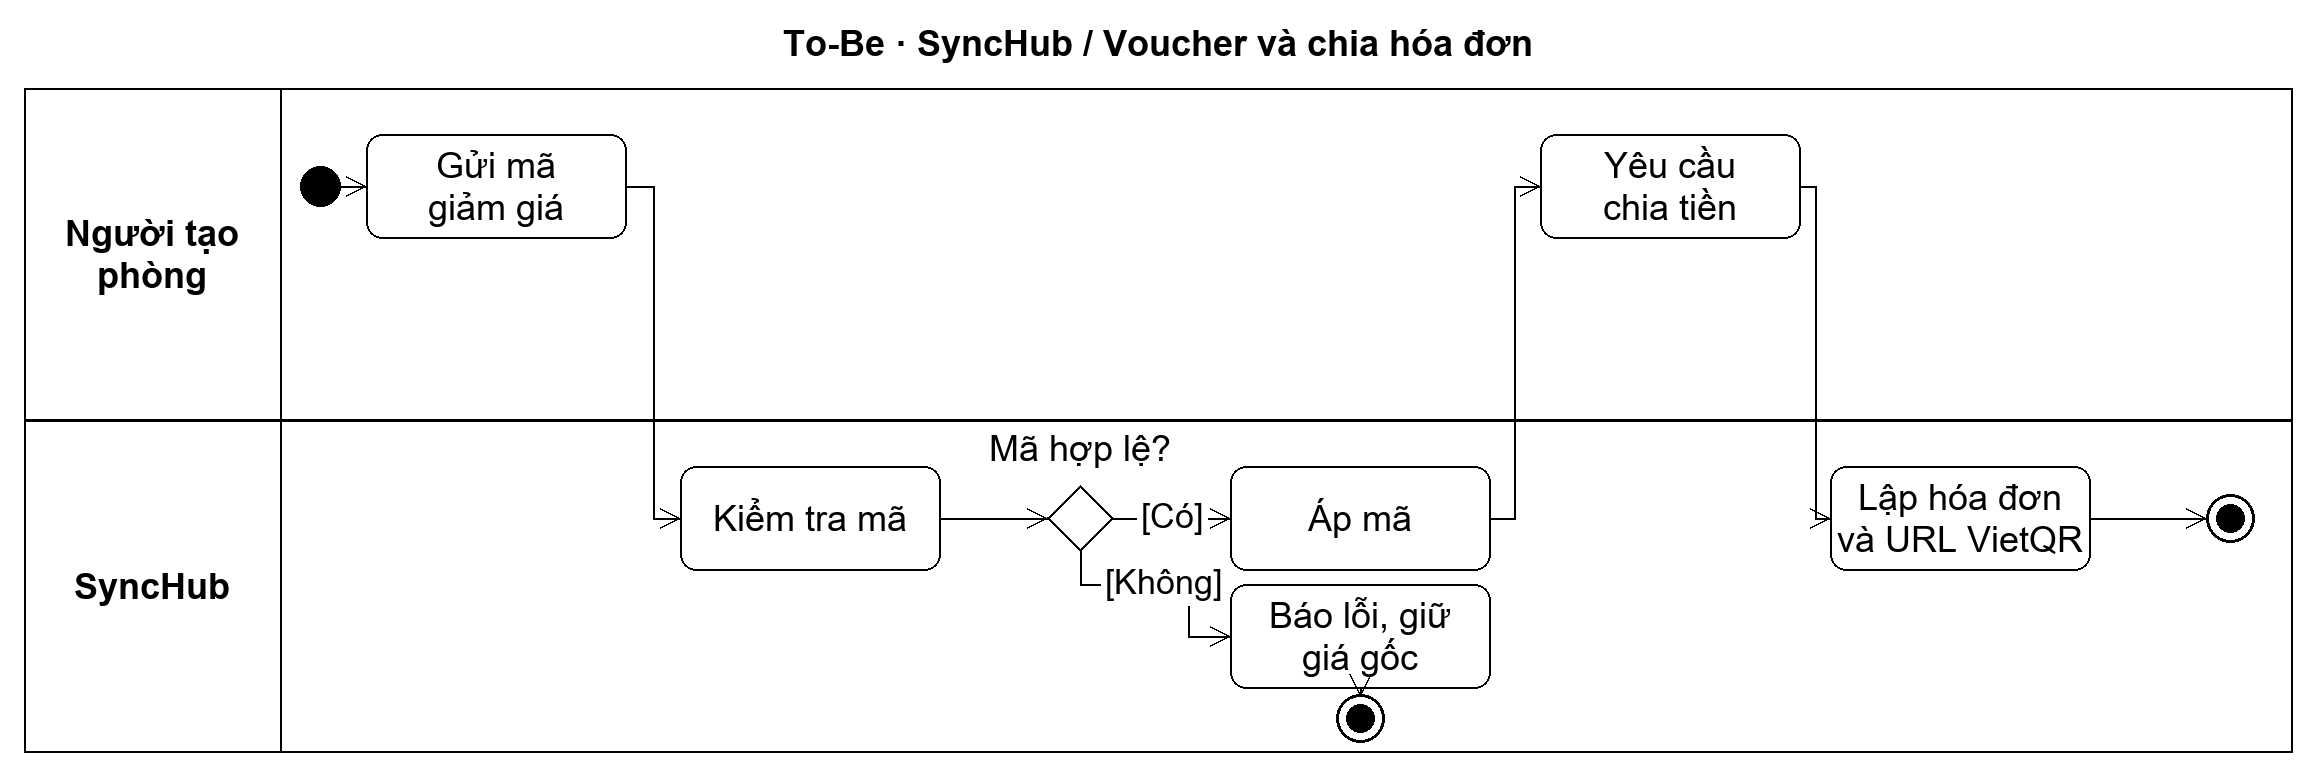 To-Be · SyncHub / Voucher và chia hóa đơn
Người tạo
phòng
Gửi mã
giảm giá
Yêu cầu
chia tiền
SyncHub
Kiểm tra mã
Mã hợp lệ?
[Có]
Áp mã
[Không]
Báo lỗi, giữ
giá gốc
Lập hóa đơn
và URL VietQR